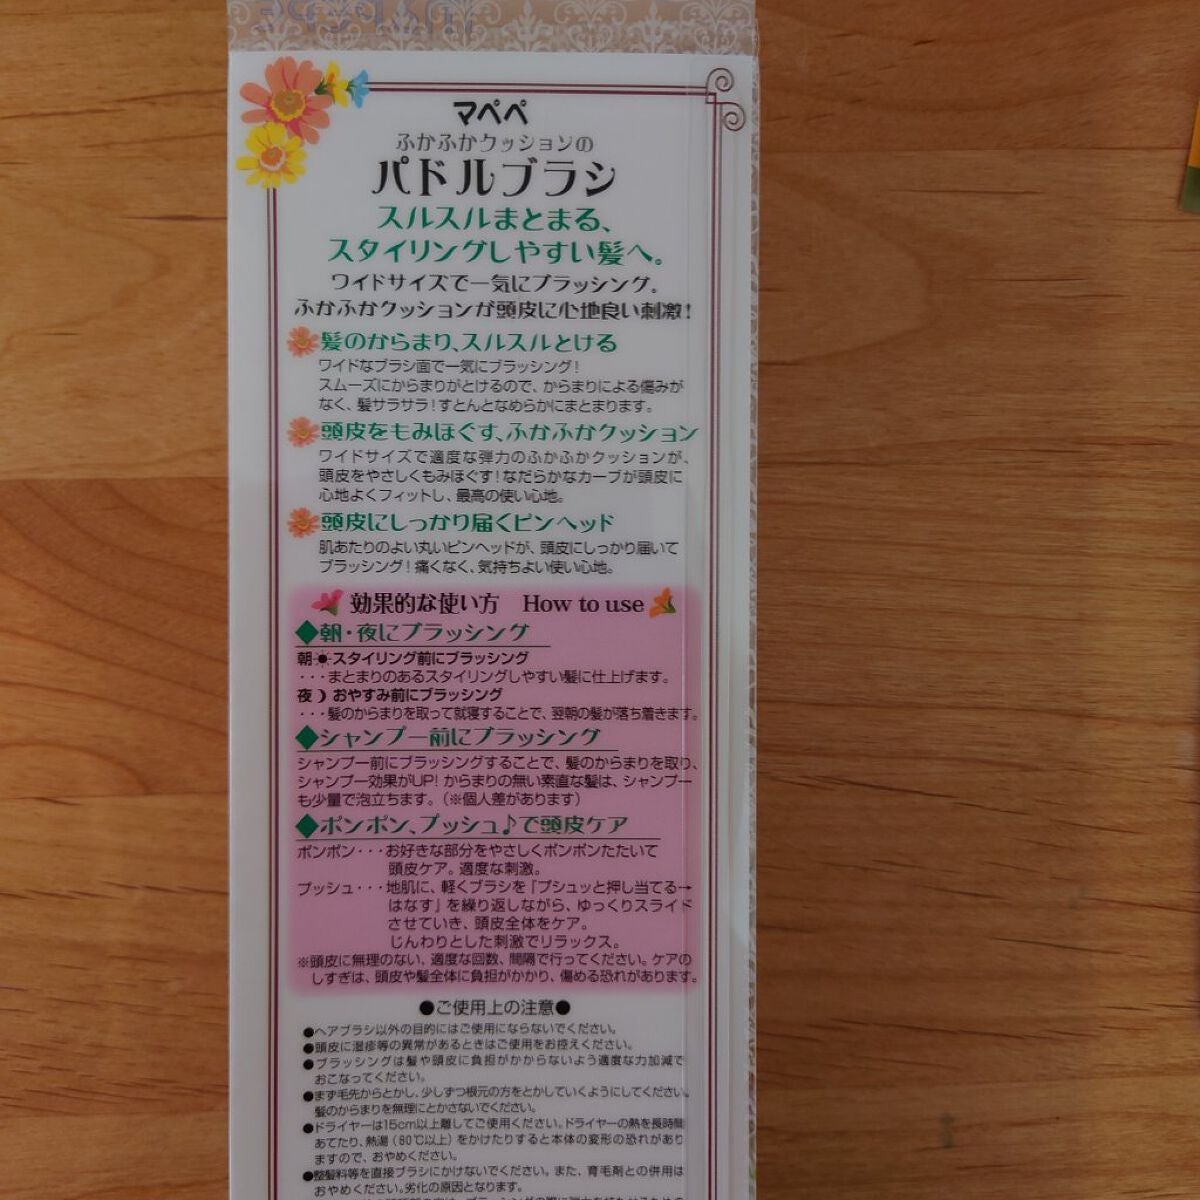 マペペ
ふかふかクッションの
パドルブラシ
スルスルまとまる、
スタイリングしやすい髪へ。
ワイドサイズで一気にブラッシング。
ふかふかクッションが頭皮に心地良い刺激!
髪のからまり、スルスルとける
ワイドなブラシ面で一気にブラッシング!
スムーズにからまりがとけるので、からまりによる傷みが
なく、髪サラサラ!すとんとなめらかにまとまります。
頭皮をもみほぐす、ふかふかクッション
ワイドサイズで適度な弾力のふかふかクッションが、
頭皮をやさしくもみほぐす!なだらかなカーブが頭皮に
心地よくフィットし、最高の使い心地。
頭皮にしっかり届くピンヘッド
肌あたりのよい丸いピンヘッドが、頭皮にしっかり届いて
ブラッシング!痛くなく、気持ちよい使い心地。
効果的な使い方 How to use
◆朝・夜にブラッシング
朝☀スタイリング前にブラッシング
・・・まとまりのあるスタイリングしやすい髪に仕上げます。
夜☽おやすみ前にブラッシング
・・・髪のからまりを取って就寝することで、翌朝の髪が落ち着きます。
◆シャンプー前にブラッシング
シャンプー前にブラッシングすることで、髪のからまりを取り、
シャンプー効果がUP!からまりの無い素直な髪は、シャンプー
も少量で泡立ちます。(※個人差があります)
◆ポンポン、プッシュ♪で頭皮ケア
ポンポン・・・お好きな部分をやさしくポンポンたたいて
頭皮ケア。適度な刺激。
プッシュ・・・地肌に、軽くブラシを『プシュッと押し当てる→
はなす』を繰り返しながら、ゆっくりスライド
させていき、頭皮全体をケア。
じんわりとした刺激でリラックス。
※頭皮に無理のない、適度な回数、間隔で行ってください。ケアの
しすぎは、頭皮や髪全体に負担がかかり、傷める恐れがあります。
●ご使用上の注意●
●ヘアブラシ以外の目的にはご使用にならないでください。
●頭皮に湿疹等の異常があるときはご使用をお控えください。
●ブラッシングは髪や頭皮に負担がかからないよう適度な力加減で
おこなってください。
●まず毛先からとかし、少しずつ根元の方をとかしていくようにしてください。
髪のからまりを無理にとかさないでください。
●ドライヤーは15cm以上離してご使用ください。ドライヤーの熱を長時間
あてたり、熱湯(80℃以上)をかけたりすると本体の変形の恐れがあり
ますので、おやめください。
●整髪料等を直接ブラシにかけないでください。また、育毛剤との併用は
おやめください。劣化の原因となります。